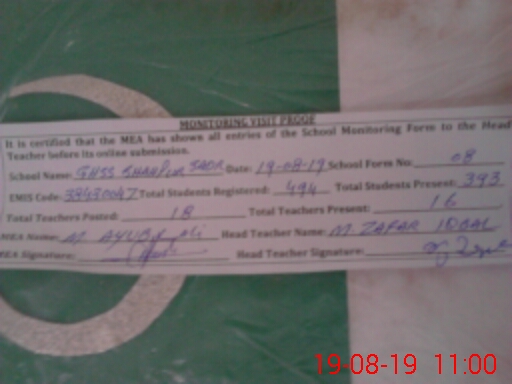 MONITORING VISIT PROOF
It is certified that the MEA has shown all entries of the School Monitoring Form to the Head
Teacher before its online submission.
School Name: GHSS Date: 19-08-19 School Form No. 08
EMIS Code: Total Students Registered: 494 Total Students Present: 393
Total Teachers Posted: 18 Total Teachers Present: 16
MEA Name: M. AYUB Ali Head Teacher Name: M. ZAFAR IQBAL
MEA Signature: Head Teacher Signature:
19-08-19 11:00